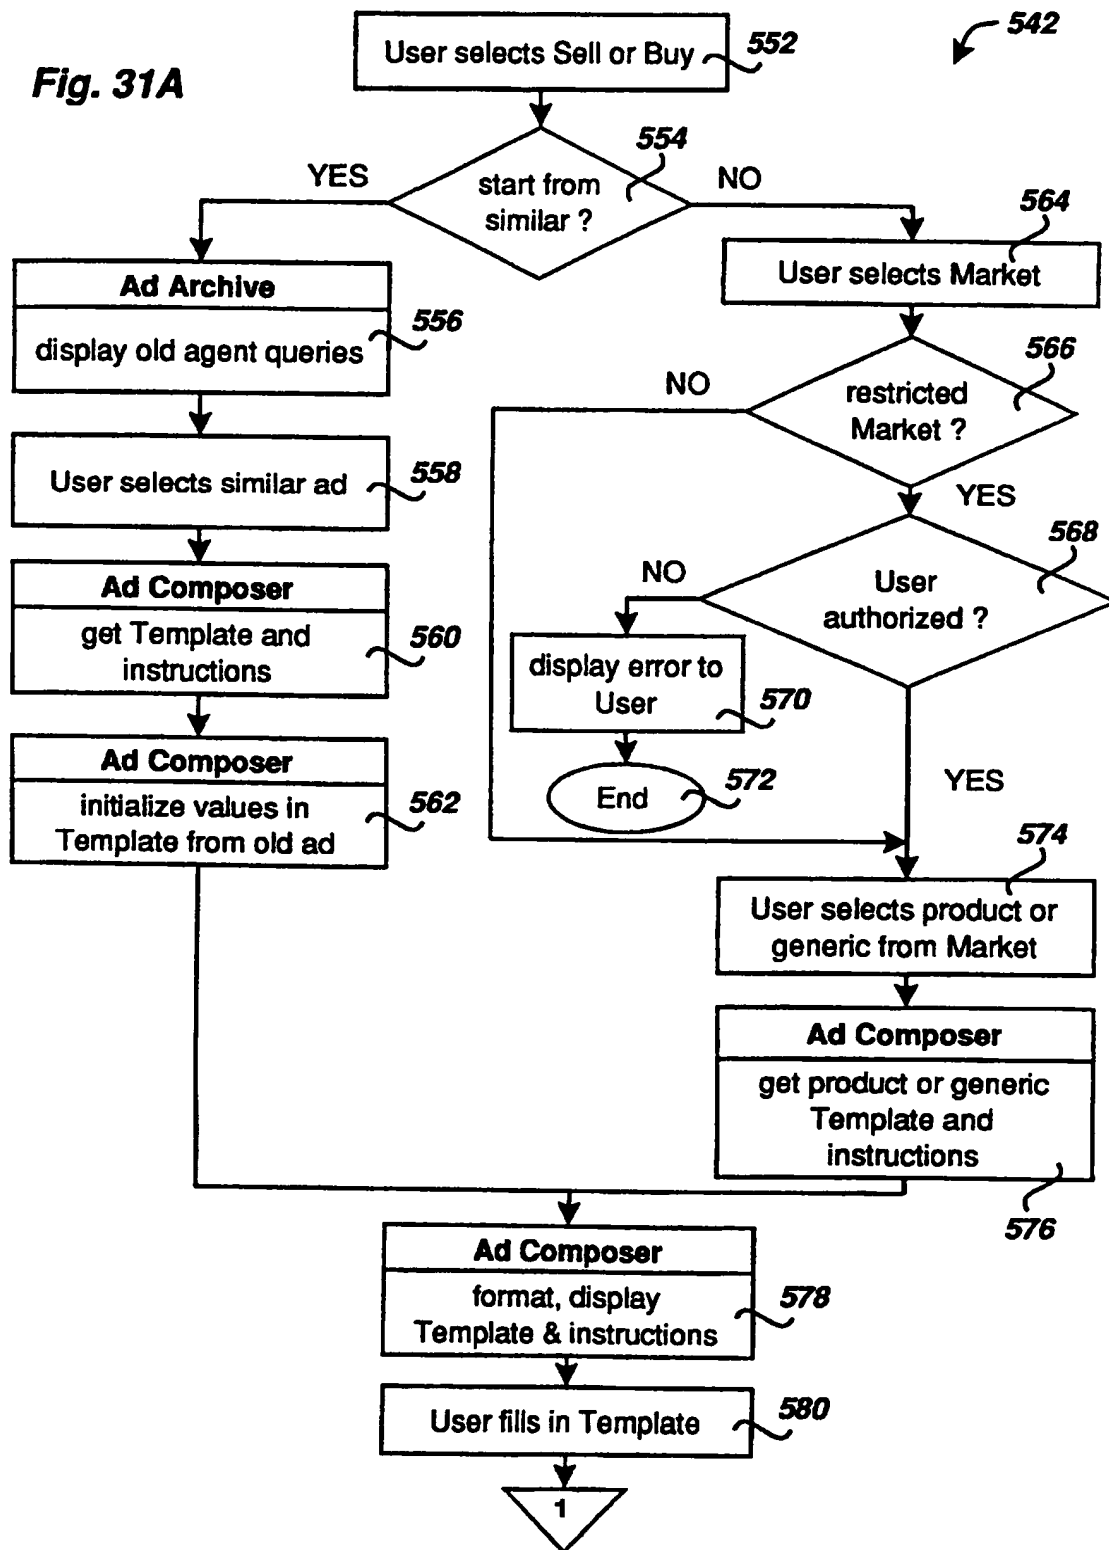 Fig. 31A
542
User selects Sell or Buy
552
554
start from
similar ?
YES
NO
Ad Archive
display old agent queries
556
User selects similar ad
558
Ad Composer
get Template and
instructions
560
Ad Composer
initialize values in
Template from old ad
562
564
User selects Market
566
restricted
Market ?
NO
YES
568
User
authorized ?
NO
display error to
User
570
End
572
YES
574
User selects product or
generic from Market
Ad Composer
get product or generic
Template and
instructions
576
Ad Composer
format, display
Template & instructions
578
User fills in Template
580
1